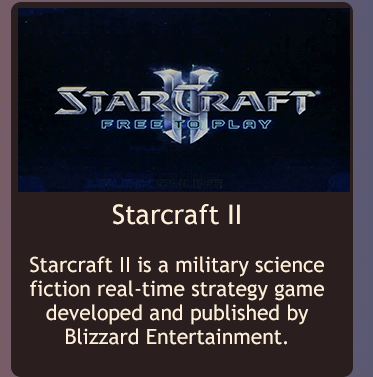 STARCRAFT II
FREE TO PLAY
Starcraft II
Starcraft II is a military science
fiction real-time strategy game
developed and published by
Blizzard Entertainment.